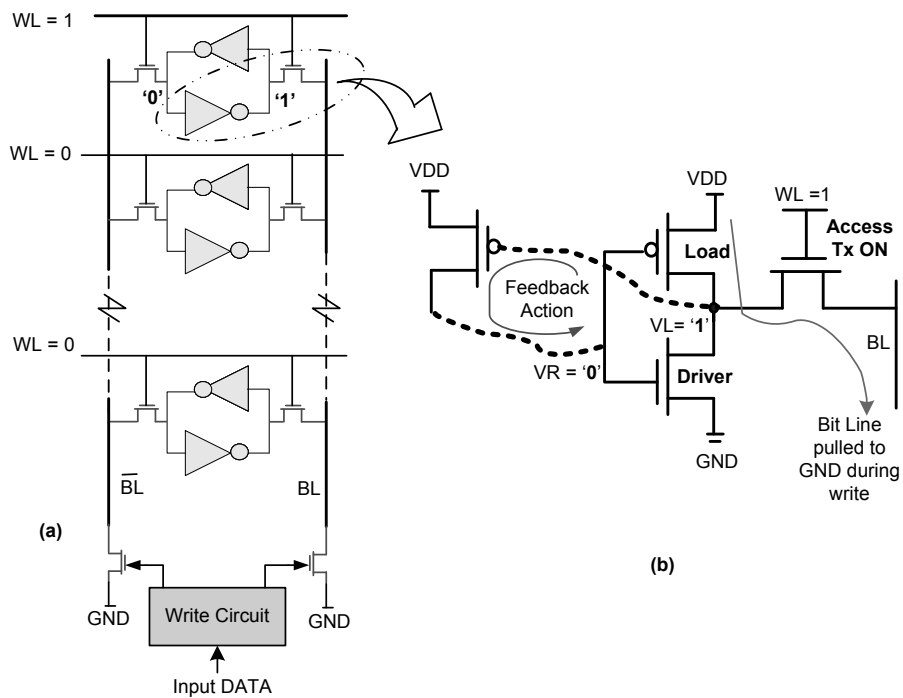 WL = 1
‘0’
‘1’
WL = 0
WL = 0
B̅L̅
BL
(a)
GND
GND
Write Circuit
Input DATA
VDD
VDD
WL =1
Access
Tx ON
Load
Feedback
Action
VL= ‘1’
BL
VR = ‘0’
Driver
GND
Bit Line
pulled to
GND during
write
(b)